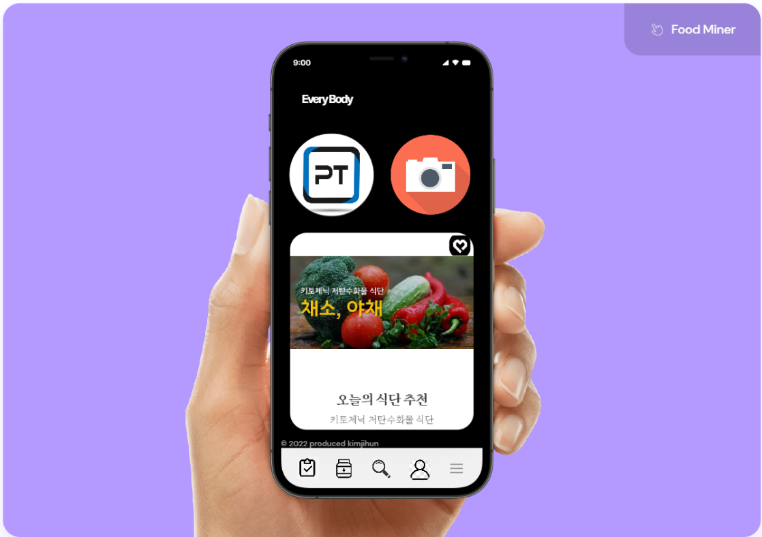 Food Miner
9:00
EveryBody
PT
키토제닉 저탄수화물 식단
채소, 야채
오늘의 식단 추천
키토제닉 저탄수화물 식단
© 2022 produced kimjihun